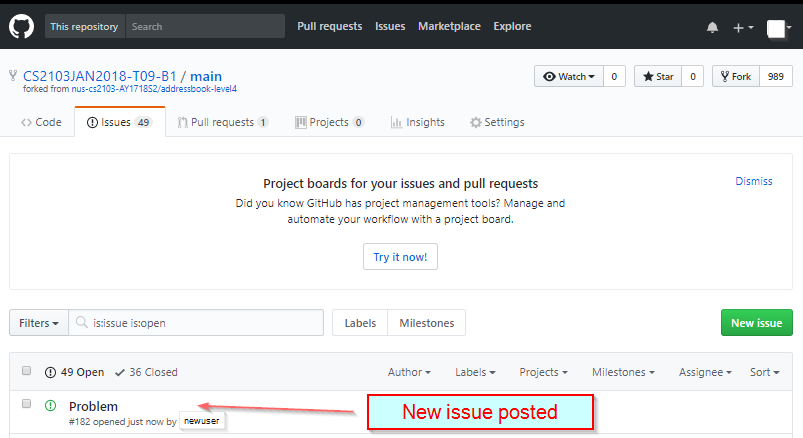 This repository Search Pull requests Issues Marketplace Explore
CS2103JAN2018-T09-B1 / main Watch 0 Star 0 Fork 989
forked from nus-cs2103-AY1718S2/addressbook-level4
Code Issues 49 Pull requests 1 Projects 0 Insights Settings
Project boards for your issues and pull requests Dismiss
Did you know GitHub has project management tools? Manage and
automate your workflow with a project board.
Try it now!
Filters is:issue is:open Labels Milestones New issue
49 Open 36 Closed Author Labels Projects Milestones Assignee Sort
Problem
New issue posted
#182 opened just now by newuser